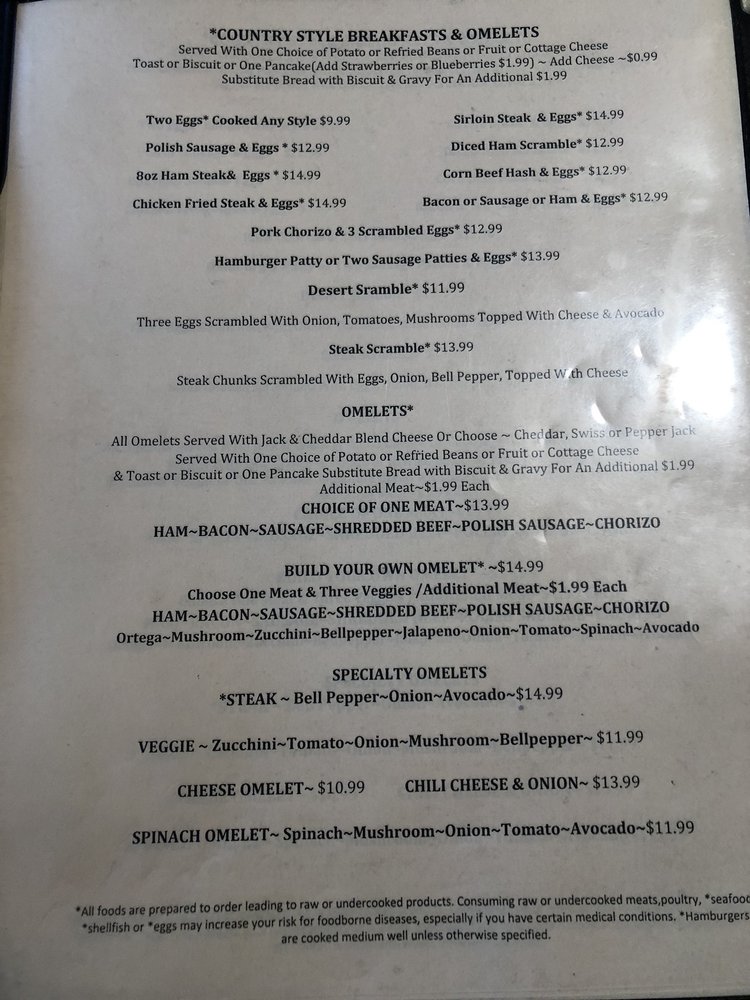 *COUNTRY STYLE BREAKFASTS & OMELETS
Served With One Choice of Potato or Refried Beans or Fruit or Cottage Cheese
Toast or Biscuit or One Pancake(Add Strawberries or Blueberries $1.99) ~ Add Cheese ~$0.99
Substitute Bread with Biscuit & Gravy For An Additional $1.99
Two Eggs* Cooked Any Style $9.99
Sirloin Steak & Eggs* $14.99
Polish Sausage & Eggs * $12.99
Diced Ham Scramble* $12.99
8oz Ham Steak& Eggs * $14.99
Corn Beef Hash & Eggs* $12.99
Chicken Fried Steak & Eggs* $14.99
Bacon or Sausage or Ham & Eggs* $12.99
Pork Chorizo & 3 Scrambled Eggs* $12.99
Hamburger Patty or Two Sausage Patties & Eggs* $13.99
Desert Sramble* $11.99
Three Eggs Scrambled With Onion, Tomatoes, Mushrooms Topped With Cheese & Avocado
Steak Scramble* $13.99
Steak Chunks Scrambled With Eggs, Onion, Bell Pepper, Topped With Cheese
OMELETS*
All Omelets Served With Jack & Cheddar Blend Cheese Or Choose ~ Cheddar, Swiss or Pepper Jack
Served With One Choice of Potato or Refried Beans or Fruit or Cottage Cheese
& Toast or Biscuit or One Pancake Substitute Bread with Biscuit & Gravy For An Additional $1.99
Additional Meat~$1.99 Each
CHOICE OF ONE MEAT~$13.99
HAM~BACON~SAUSAGE~SHREDDED BEEF~POLISH SAUSAGE~CHORIZO
BUILD YOUR OWN OMELET* ~$14.99
Choose One Meat & Three Veggies /Additional Meat~$1.99 Each
HAM~BACON~SAUSAGE~SHREDDED BEEF~POLISH SAUSAGE~CHORIZO
Ortega~Mushroom~Zucchini~Bellpepper~Jalapeno~Onion~Tomato~Spinach~Avocado
SPECIALTY OMELETS
*STEAK ~ Bell Pepper~Onion~Avocado~$14.99
VEGGIE ~ Zucchini~Tomato~Onion~Mushroom~Bellpepper~ $11.99
CHEESE OMELET~ $10.99
CHILI CHEESE & ONION~ $13.99
SPINACH OMELET~ Spinach~Mushroom~Onion~Tomato~Avocado~$11.99
*All foods are prepared to order leading to raw or undercooked products. Consuming raw or undercooked meats,poultry, *seafood
*shellfish or *eggs may increase your risk for foodborne diseases, especially if you have certain medical conditions. *Hamburgers
are cooked medium well unless otherwise specified.